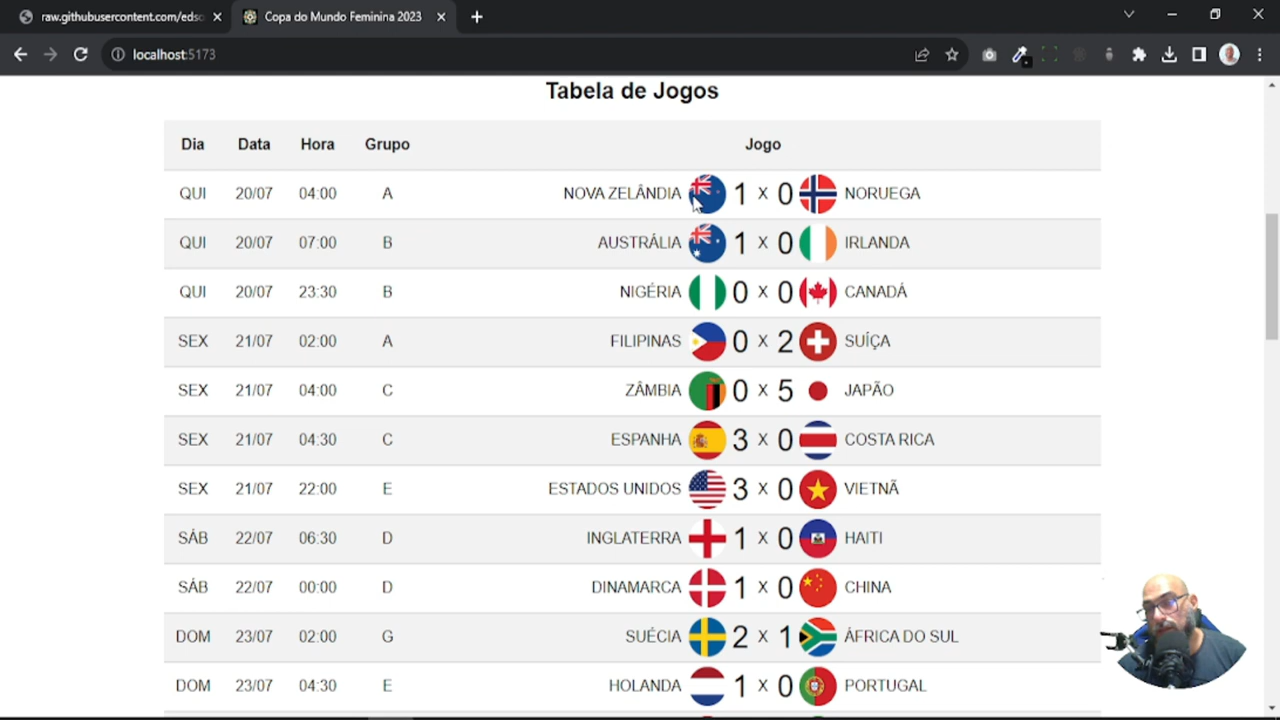 raw.githubusercontent.com/edso
Copa do Mundo Feminina 2023
localhost:5173
Tabela de Jogos
Dia Data Hora Grupo Jogo
QUI 20/07 04:00 A NOVA ZELÂNDIA 1 X 0 NORUEGA
QUI 20/07 07:00 B AUSTRÁLIA 1 X 0 IRLANDA
QUI 20/07 23:30 B NIGÉRIA 0 X 0 CANADÁ
SEX 21/07 02:00 A FILIPINAS 0 X 2 SUÍÇA
SEX 21/07 04:00 C ZÂMBIA 0 X 5 JAPÃO
SEX 21/07 04:30 C ESPANHA 3 X 0 COSTA RICA
SEX 21/07 22:00 E ESTADOS UNIDOS 3 X 0 VIETNÃ
SÁB 22/07 06:30 D INGLATERRA 1 X 0 HAITI
SÁB 22/07 00:00 D DINAMARCA 1 X 0 CHINA
DOM 23/07 02:00 G SUÉCIA 2 X 1 ÁFRICA DO SUL
DOM 23/07 04:30 E HOLANDA 1 X 0 PORTUGAL